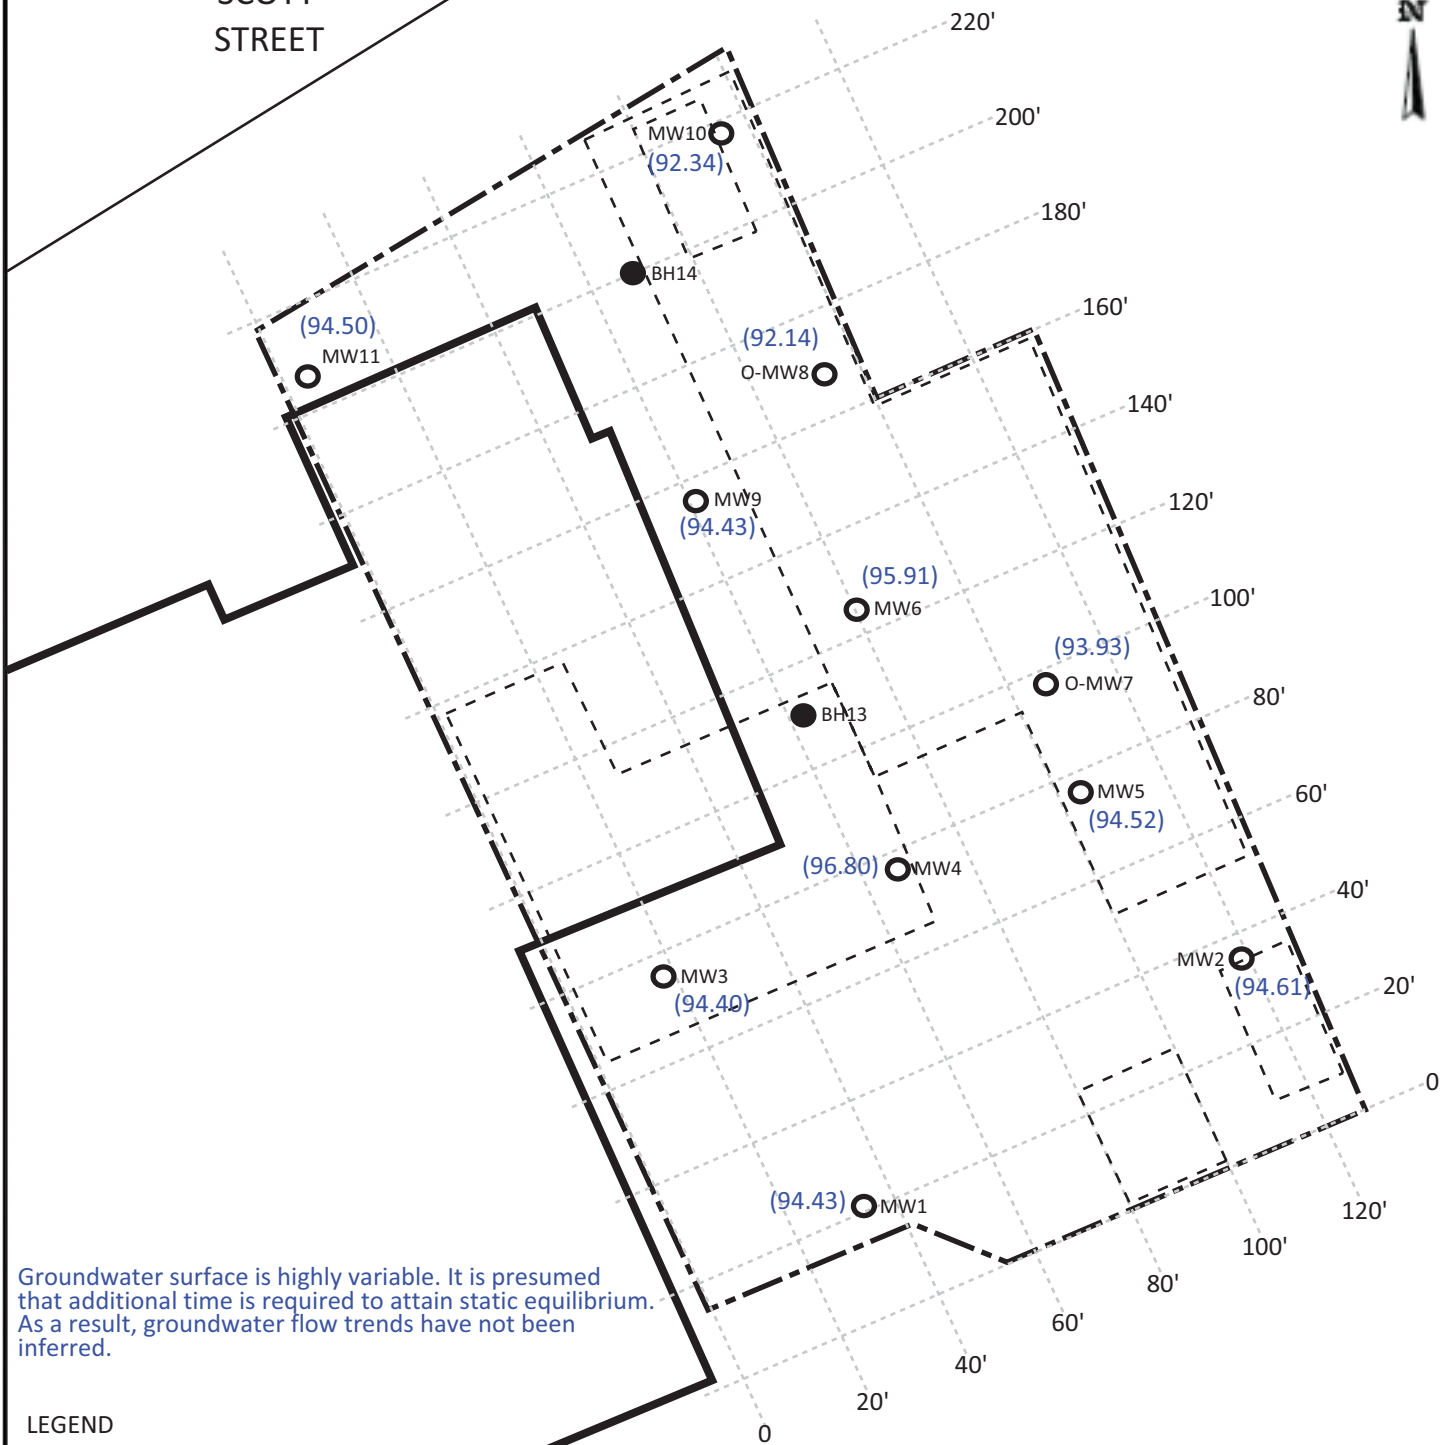 STREET
N
220'
200'
180'
160'
140'
120'
100'
80'
60'
40'
20'
0
MW10
(92.34)
BH14
(94.50)
MW11
(92.14)
O-MW8
MW9
(94.43)
(95.91)
MW6
(93.93)
O-MW7
BH13
MW5
(94.52)
(96.80)
MW4
MW3
(94.40)
MW2
(94.61)
(94.43)
MW1
120'
100'
80'
60'
40'
20'
0
Groundwater surface is highly variable. It is presumed
that additional time is required to attain static equilibrium.
As a result, groundwater flow trends have not been
inferred.
LEGEND